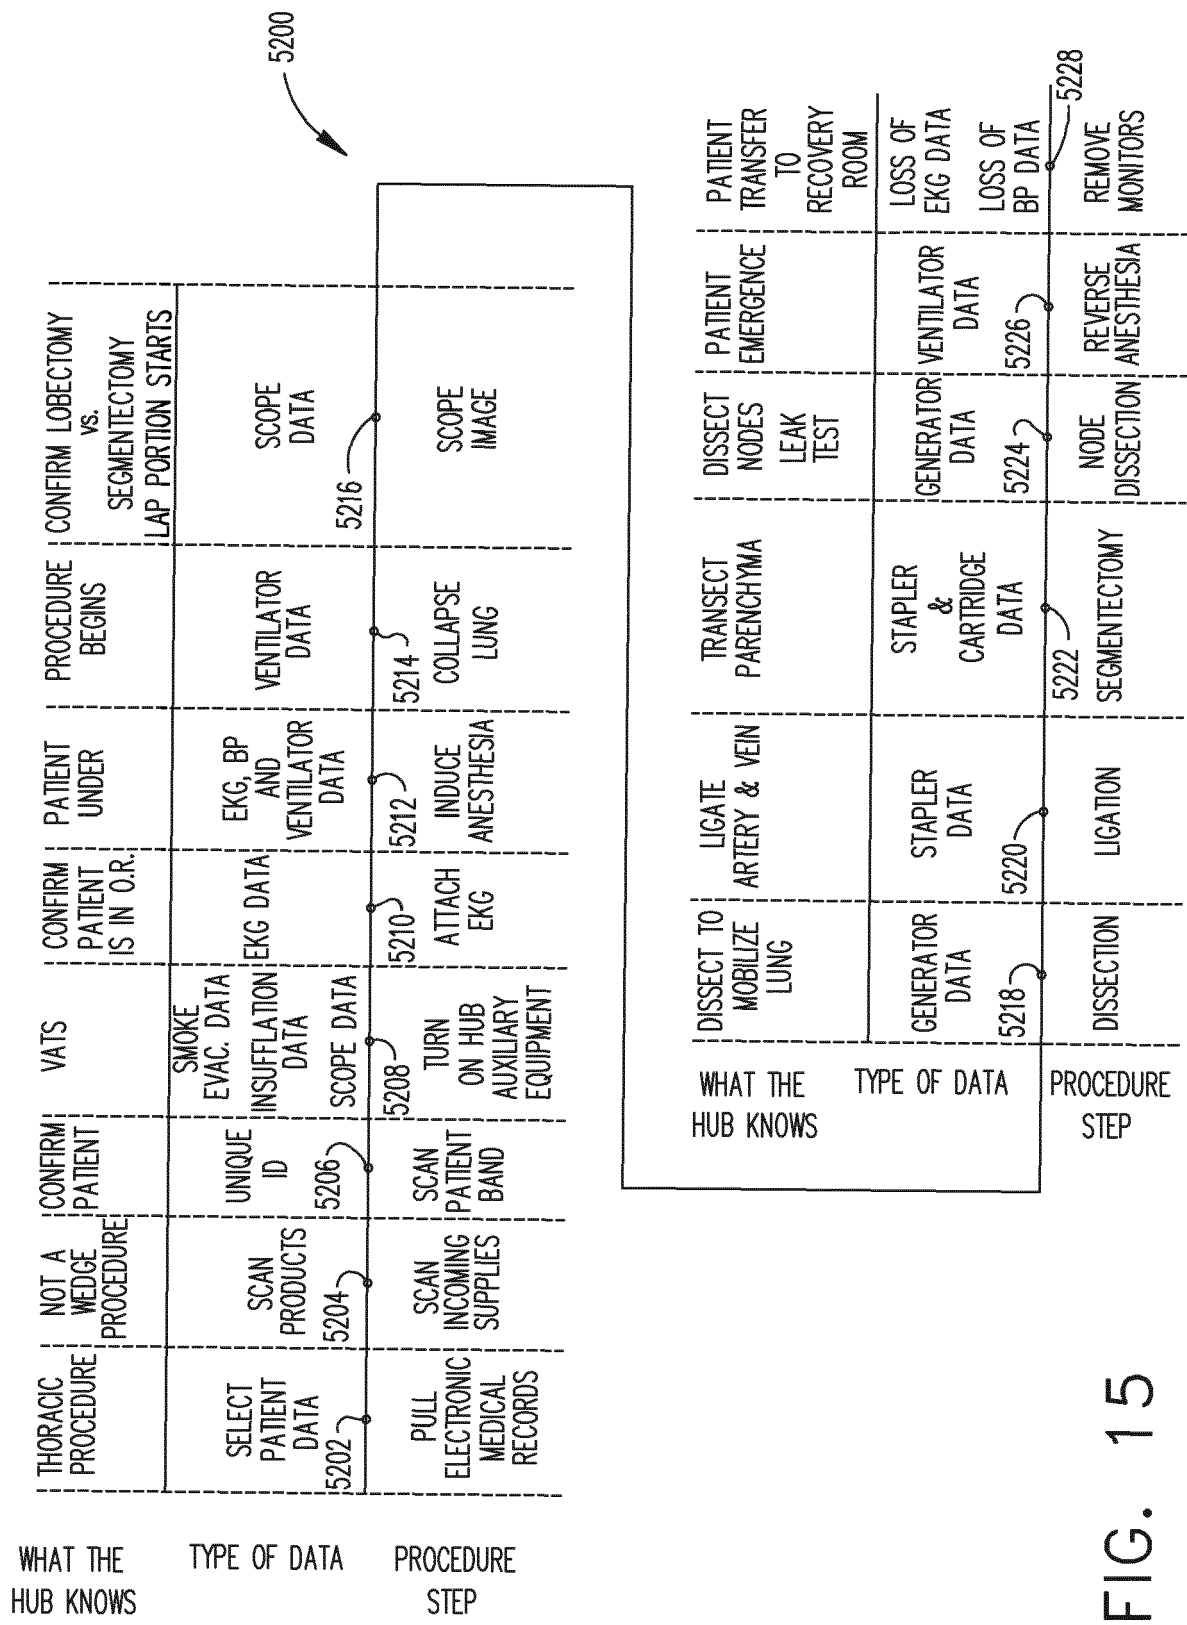 5200
WHAT THE
HUB KNOWS
THORACIC
PROCEDURE
NOT A
WEDGE
PROCEDURE
CONFIRM
PATIENT
VATS
CONFIRM
PATIENT
IS IN O.R.
PATIENT
UNDER
PROCEDURE
BEGINS
CONFIRM LOBECTOMY
vs.
SEGMENTECTOMY
LAP PORTION STARTS
TYPE OF DATA
SELECT
PATIENT
DATA
5202
SCAN
PRODUCTS
5204
UNIQUE
ID
5206
SMOKE
EVAC. DATA
INSUFFLATION
DATA
SCOPE DATA
5208
EKG DATA
5210
EKG, BP
AND
VENTILATOR
DATA
5212
VENTILATOR
DATA
5214
SCOPE
DATA
5216
PROCEDURE
STEP
PULL
ELECTRONIC
MEDICAL
RECORDS
SCAN
INCOMING
SUPPLIES
SCAN
PATIENT
BAND
TURN
ON HUB
AUXILIARY
EQUIPMENT
ATTACH
EKG
INDUCE
ANESTHESIA
COLLAPSE
LUNG
SCOPE
IMAGE
WHAT THE
HUB KNOWS
DISSECT TO
MOBILIZE
LUNG
LIGATE
ARTERY & VEIN
TRANSECT
PARENCHYMA
DISSECT
NODES
LEAK
TEST
PATIENT
EMERGENCE
PATIENT
TRANSFER
TO
RECOVERY
ROOM
TYPE OF DATA
GENERATOR
DATA
5218
STAPLER
DATA
5220
STAPLER
&
CARTRIDGE
DATA
5222
GENERATOR
DATA
5224
VENTILATOR
DATA
5226
LOSS OF
EKG DATA
LOSS OF
BP DATA
5228
PROCEDURE
STEP
DISSECTION
LIGATION
SEGMENTECTOMY
NODE
DISSECTION
REVERSE
ANESTHESIA
REMOVE
MONITORS
FIG. 15